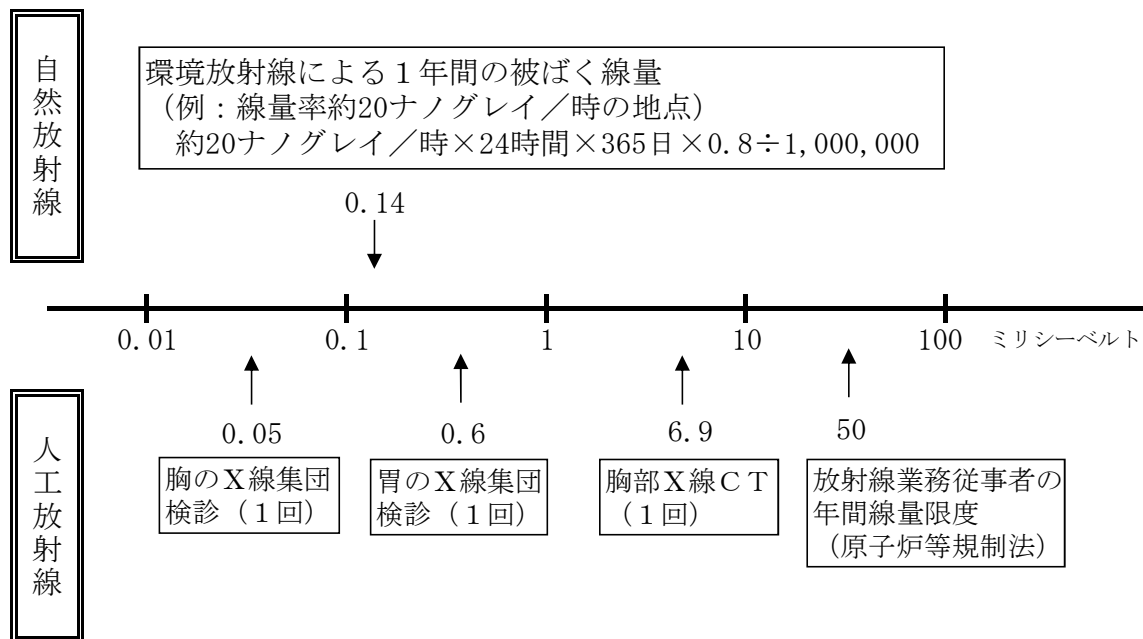 自然放射線
環境放射線による１年間の被ばく線量
（例：線量率約20ナノグレイ／時の地点）
約20ナノグレイ／時×24時間×365日×0.8÷1,000,000
0.14
0.01 0.1 1 10 100 ミリシーベルト
人工放射線
0.05 0.6 6.9 50
胸のＸ線集団
検診（１回）
胃のＸ線集団
検診（１回）
胸部Ｘ線ＣＴ
（１回）
放射線業務従事者の
年間線量限度
（原子炉等規制法）